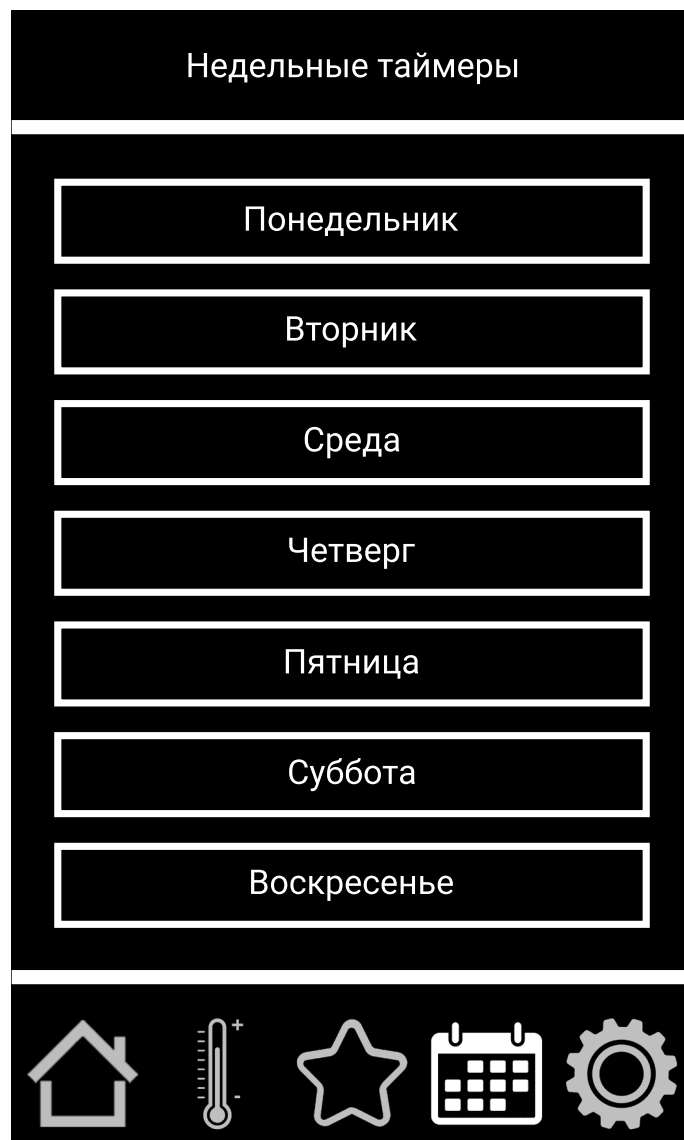 Недельные таймеры
Понедельник
Вторник
Среда
Четверг
Пятница
Суббота
Воскресенье